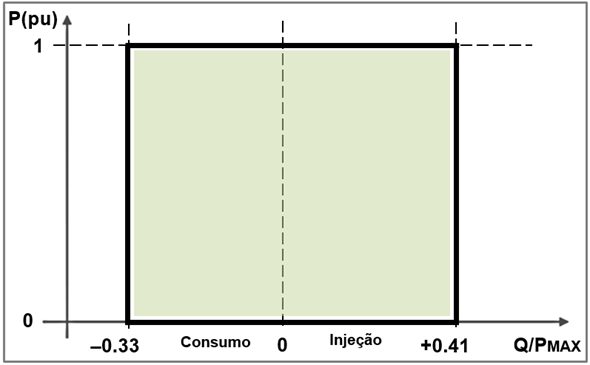 P(pu)
1
0
–0.33 Consumo 0 Injeção +0.41 Q/PMAX